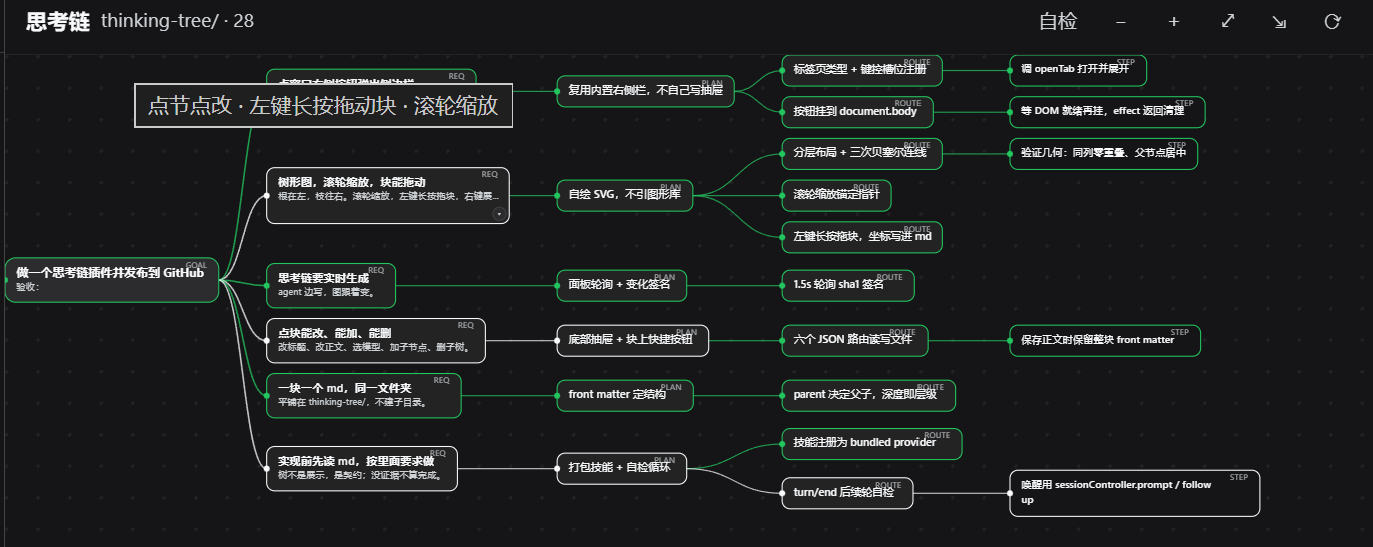 思考链 thinking-tree/ · 28
自检
点节点改 · 左键长按拖动块 · 滚轮缩放
GOAL
做一个思考链插件并发布到 GitHub
验收:
REQ
REQ
树形图，滚轮缩放，块能拖动
根在左，枝往右。滚轮缩放，左键长按拖块，右键展...
REQ
思考链要实时生成
agent 边写，图跟着变。
REQ
点块能改、能加、能删
改标题、改正文、选模型、加子节点、删子树。
REQ
一块一个 md，同一文件夹
平铺在 thinking-tree/，不建子目录。
REQ
实现前先读 md，按里面要求做
树不是展示，是契约；没证据不算完成。
PLAN
复用内置右侧栏，不自己写抽屉
PLAN
自绘 SVG，不引图形库
PLAN
面板轮询 + 变化签名
PLAN
底部抽屉 + 块上快捷按钮
PLAN
front matter 定结构
PLAN
打包技能 + 自检循环
ROUTE
标签页类型 + 键控槽位注册
ROUTE
按钮挂到 document.body
ROUTE
分层布局 + 三次贝塞尔连线
ROUTE
滚轮缩放锚定指针
ROUTE
左键长按拖块，坐标写进 md
ROUTE
1.5s 轮询 sha1 签名
ROUTE
六个 JSON 路由读写文件
ROUTE
parent 决定父子，深度即层级
ROUTE
技能注册为 bundled provider
ROUTE
turn/end 后续轮自检
STEP
调 openTab 打开并展开
STEP
等 DOM 就绪再挂，effect 返回清理
STEP
验证几何：同列零重叠、父节点居中
STEP
保存正文时保留整块 front matter
STEP
唤醒用 sessionController.prompt / follow
up